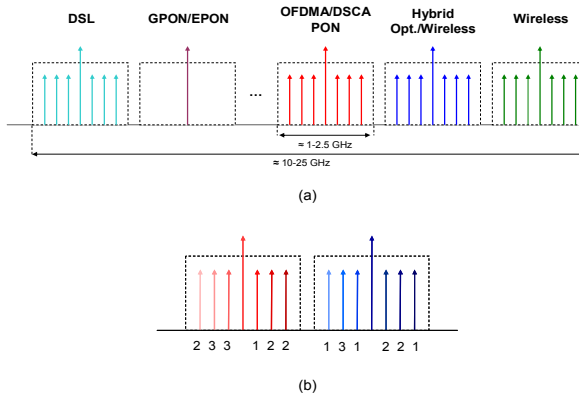 DSL
GPON/EPON
OFDMA/DSCA
PON
Hybrid
Opt./Wireless
Wireless
...
≈ 1-2.5 GHz
≈ 10-25 GHz
(a)
2 3 3 1 2 2 1 3 1 2 2 1
(b)